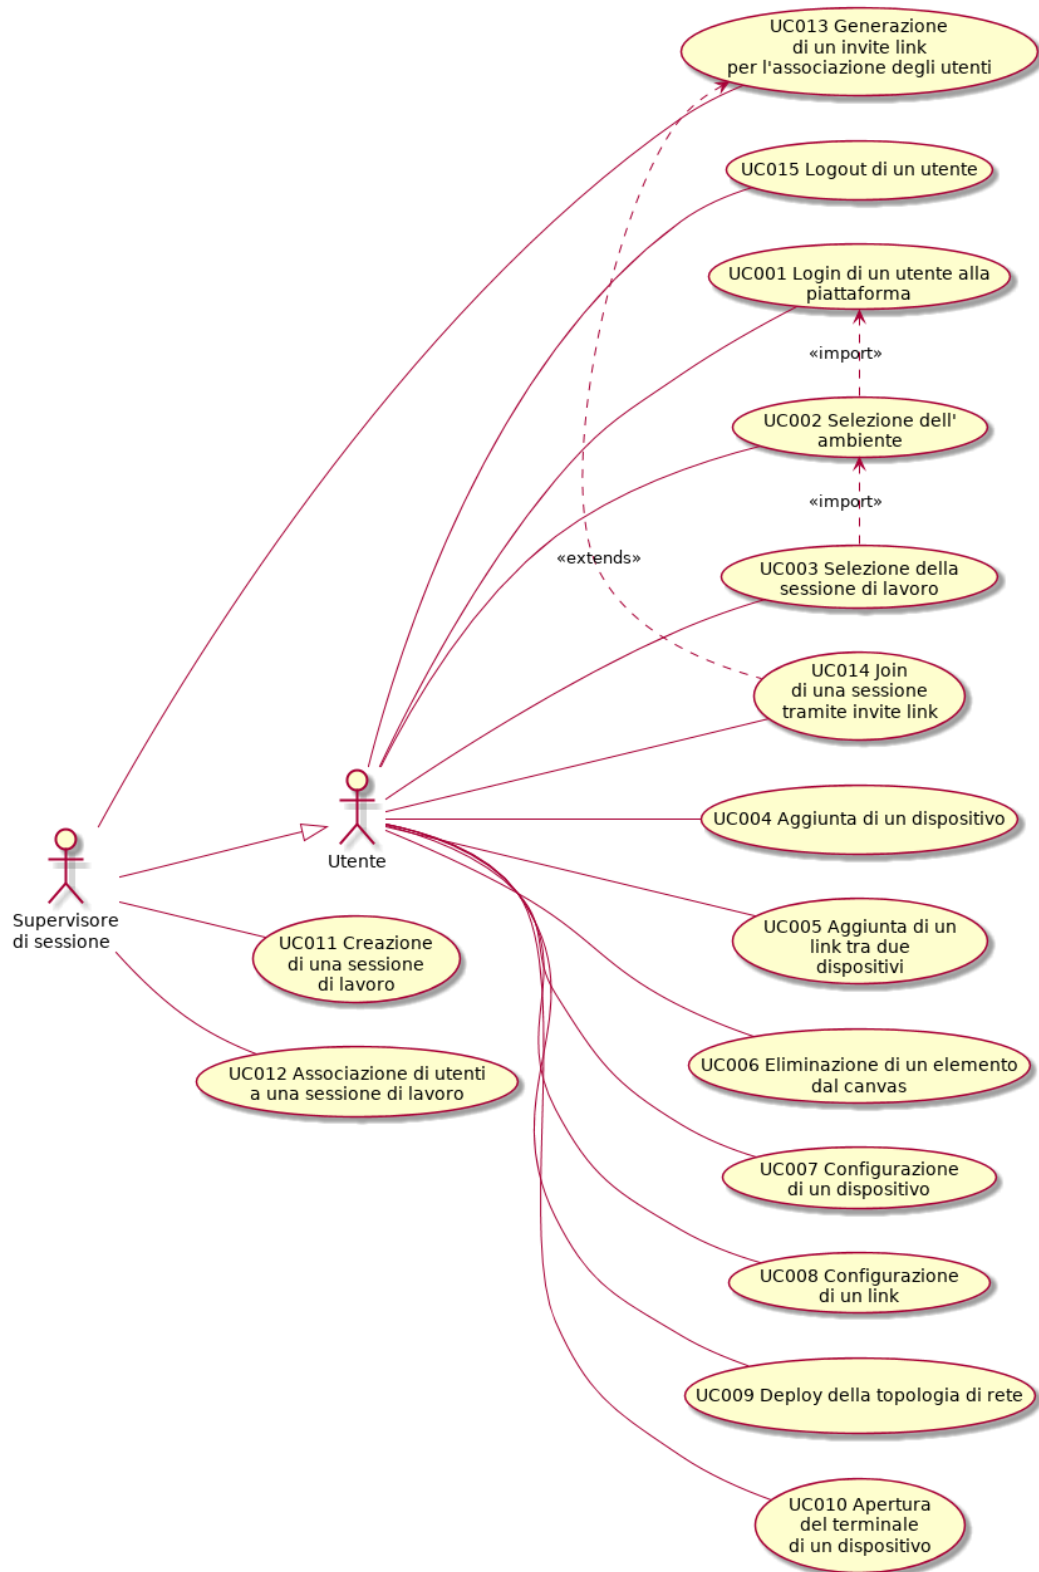 UC013 Generazione
di un invite link
per l'associazione degli utenti
UC015 Logout di un utente
UC001 Login di un utente alla
piattaforma
«import»
UC002 Selezione dell'
ambiente
«import»
«extends»
UC003 Selezione della
sessione di lavoro
UC014 Join
di una sessione
tramite invite link
UC004 Aggiunta di un dispositivo
Utente
Supervisore
di sessione
UC011 Creazione
di una sessione
di lavoro
UC005 Aggiunta di un
link tra due
dispositivi
UC012 Associazione di utenti
a una sessione di lavoro
UC006 Eliminazione di un elemento
dal canvas
UC007 Configurazione
di un dispositivo
UC008 Configurazione
di un link
UC009 Deploy della topologia di rete
UC010 Apertura
del terminale
di un dispositivo